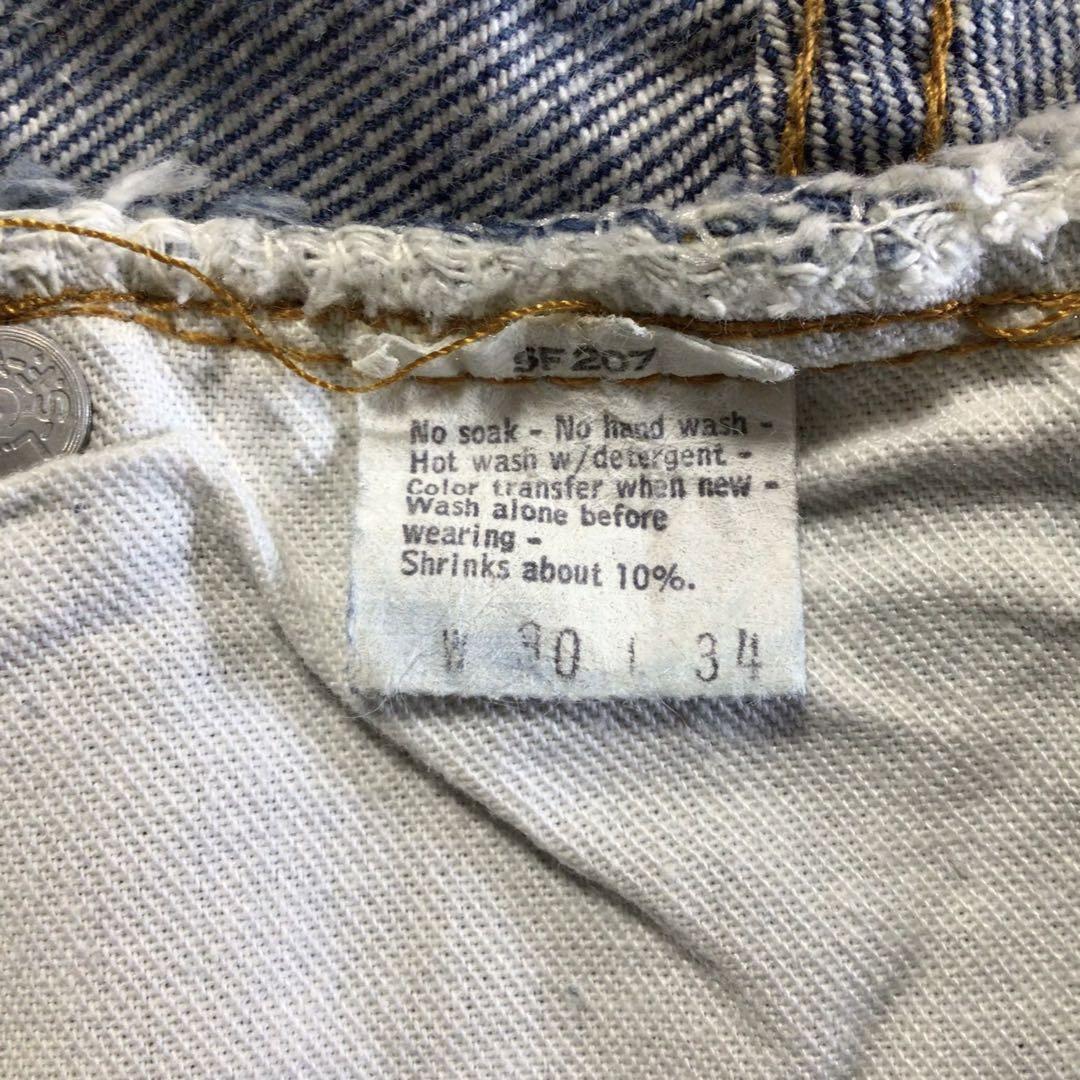 SF 207
No soak - No hand wash -
Hot wash w/detergent -
Color transfer when new -
Wash alone before
wearing -
Shrinks about 10%.
W 30 L 34